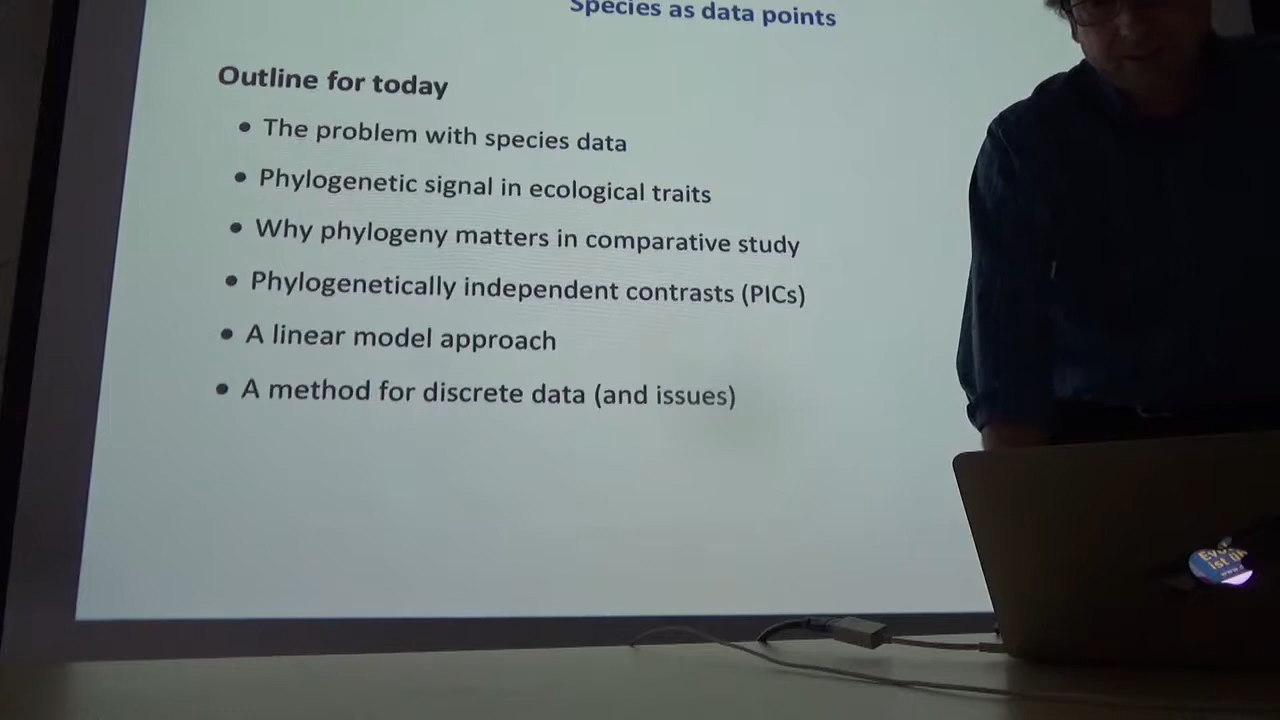 Species as data points
Outline for today
• The problem with species data
• Phylogenetic signal in ecological traits
• Why phylogeny matters in comparative study
• Phylogenetically independent contrasts (PICs)
• A linear model approach
• A method for discrete data (and issues)
ist